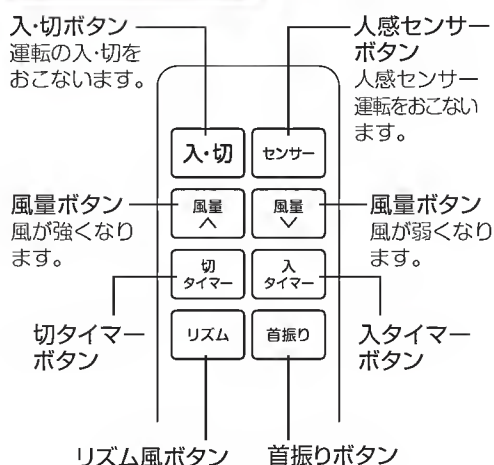 入・切ボタン
運転の入・切を
おこないます。
人感センサー
ボタン
人感センサー
運転をおこない
ます。
入・切
センサー
風量ボタン
風が強くなり
ます。
風量
風量
風量ボタン
風が弱くなり
ます。
切
タイマー
入
タイマー
切タイマー
ボタン
リズム
首振り
入タイマー
ボタン
リズム風ボタン
首振りボタン